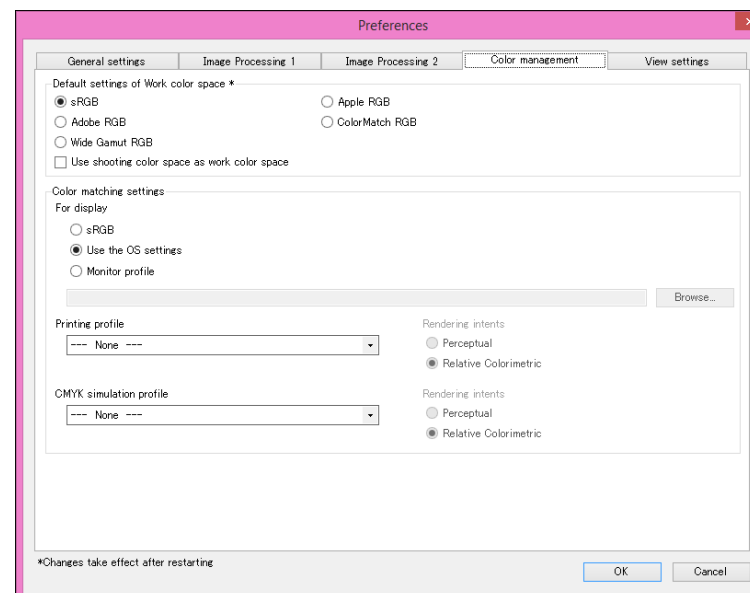 Preferences
General settings Image Processing 1 Image Processing 2 Color management View settings
Default settings of Work color space *
sRGB Apple RGB
Adobe RGB ColorMatch RGB
Wide Gamut RGB
Use shooting color space as work color space
Color matching settings
For display
sRGB
Use the OS settings
Monitor profile
Browse...
Printing profile Rendering intents
--- None --- Perceptual
Relative Colorimetric
CMYK simulation profile Rendering intents
--- None --- Perceptual
Relative Colorimetric
*Changes take effect after restarting
OK Cancel